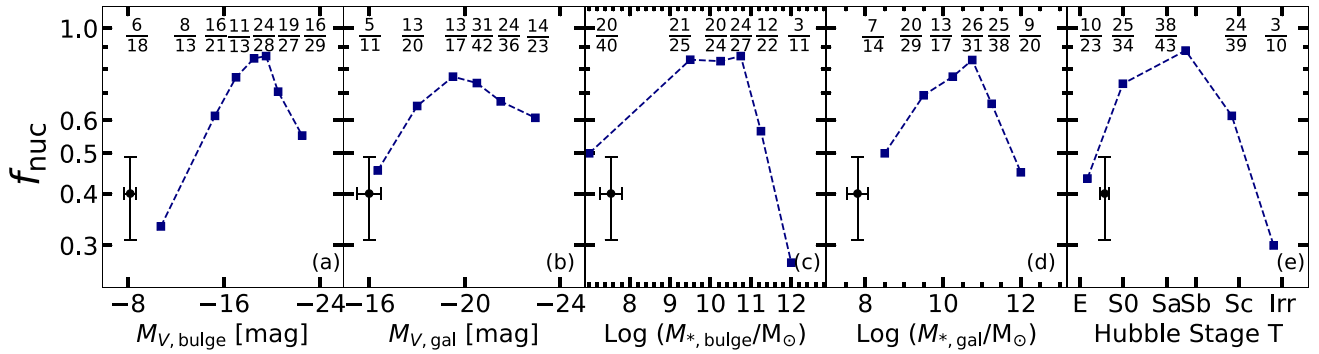 1.0
0.6
0.5
0.4
0.3
f_nuc
6/18 8/13 16/21 11/13 24/28 19/27 16/29
(a)
−8 −16 −24
M_V, bulge [mag]
5/11 13/20 13/17 31/42 24/36 14/23
(b)
−16 −20 −24
M_V, gal [mag]
20/40 21/25 20/24 24/27 12/22 3/11
(c)
8 9 10 11 12
Log (M_*, bulge/M_⊙)
7/14 20/29 13/17 26/31 25/38 9/20
(d)
8 10 12
Log (M_*, gal/M_⊙)
10/23 25/34 38/43 24/39 3/10
(e)
E S0 Sa Sb Sc Irr
Hubble Stage T